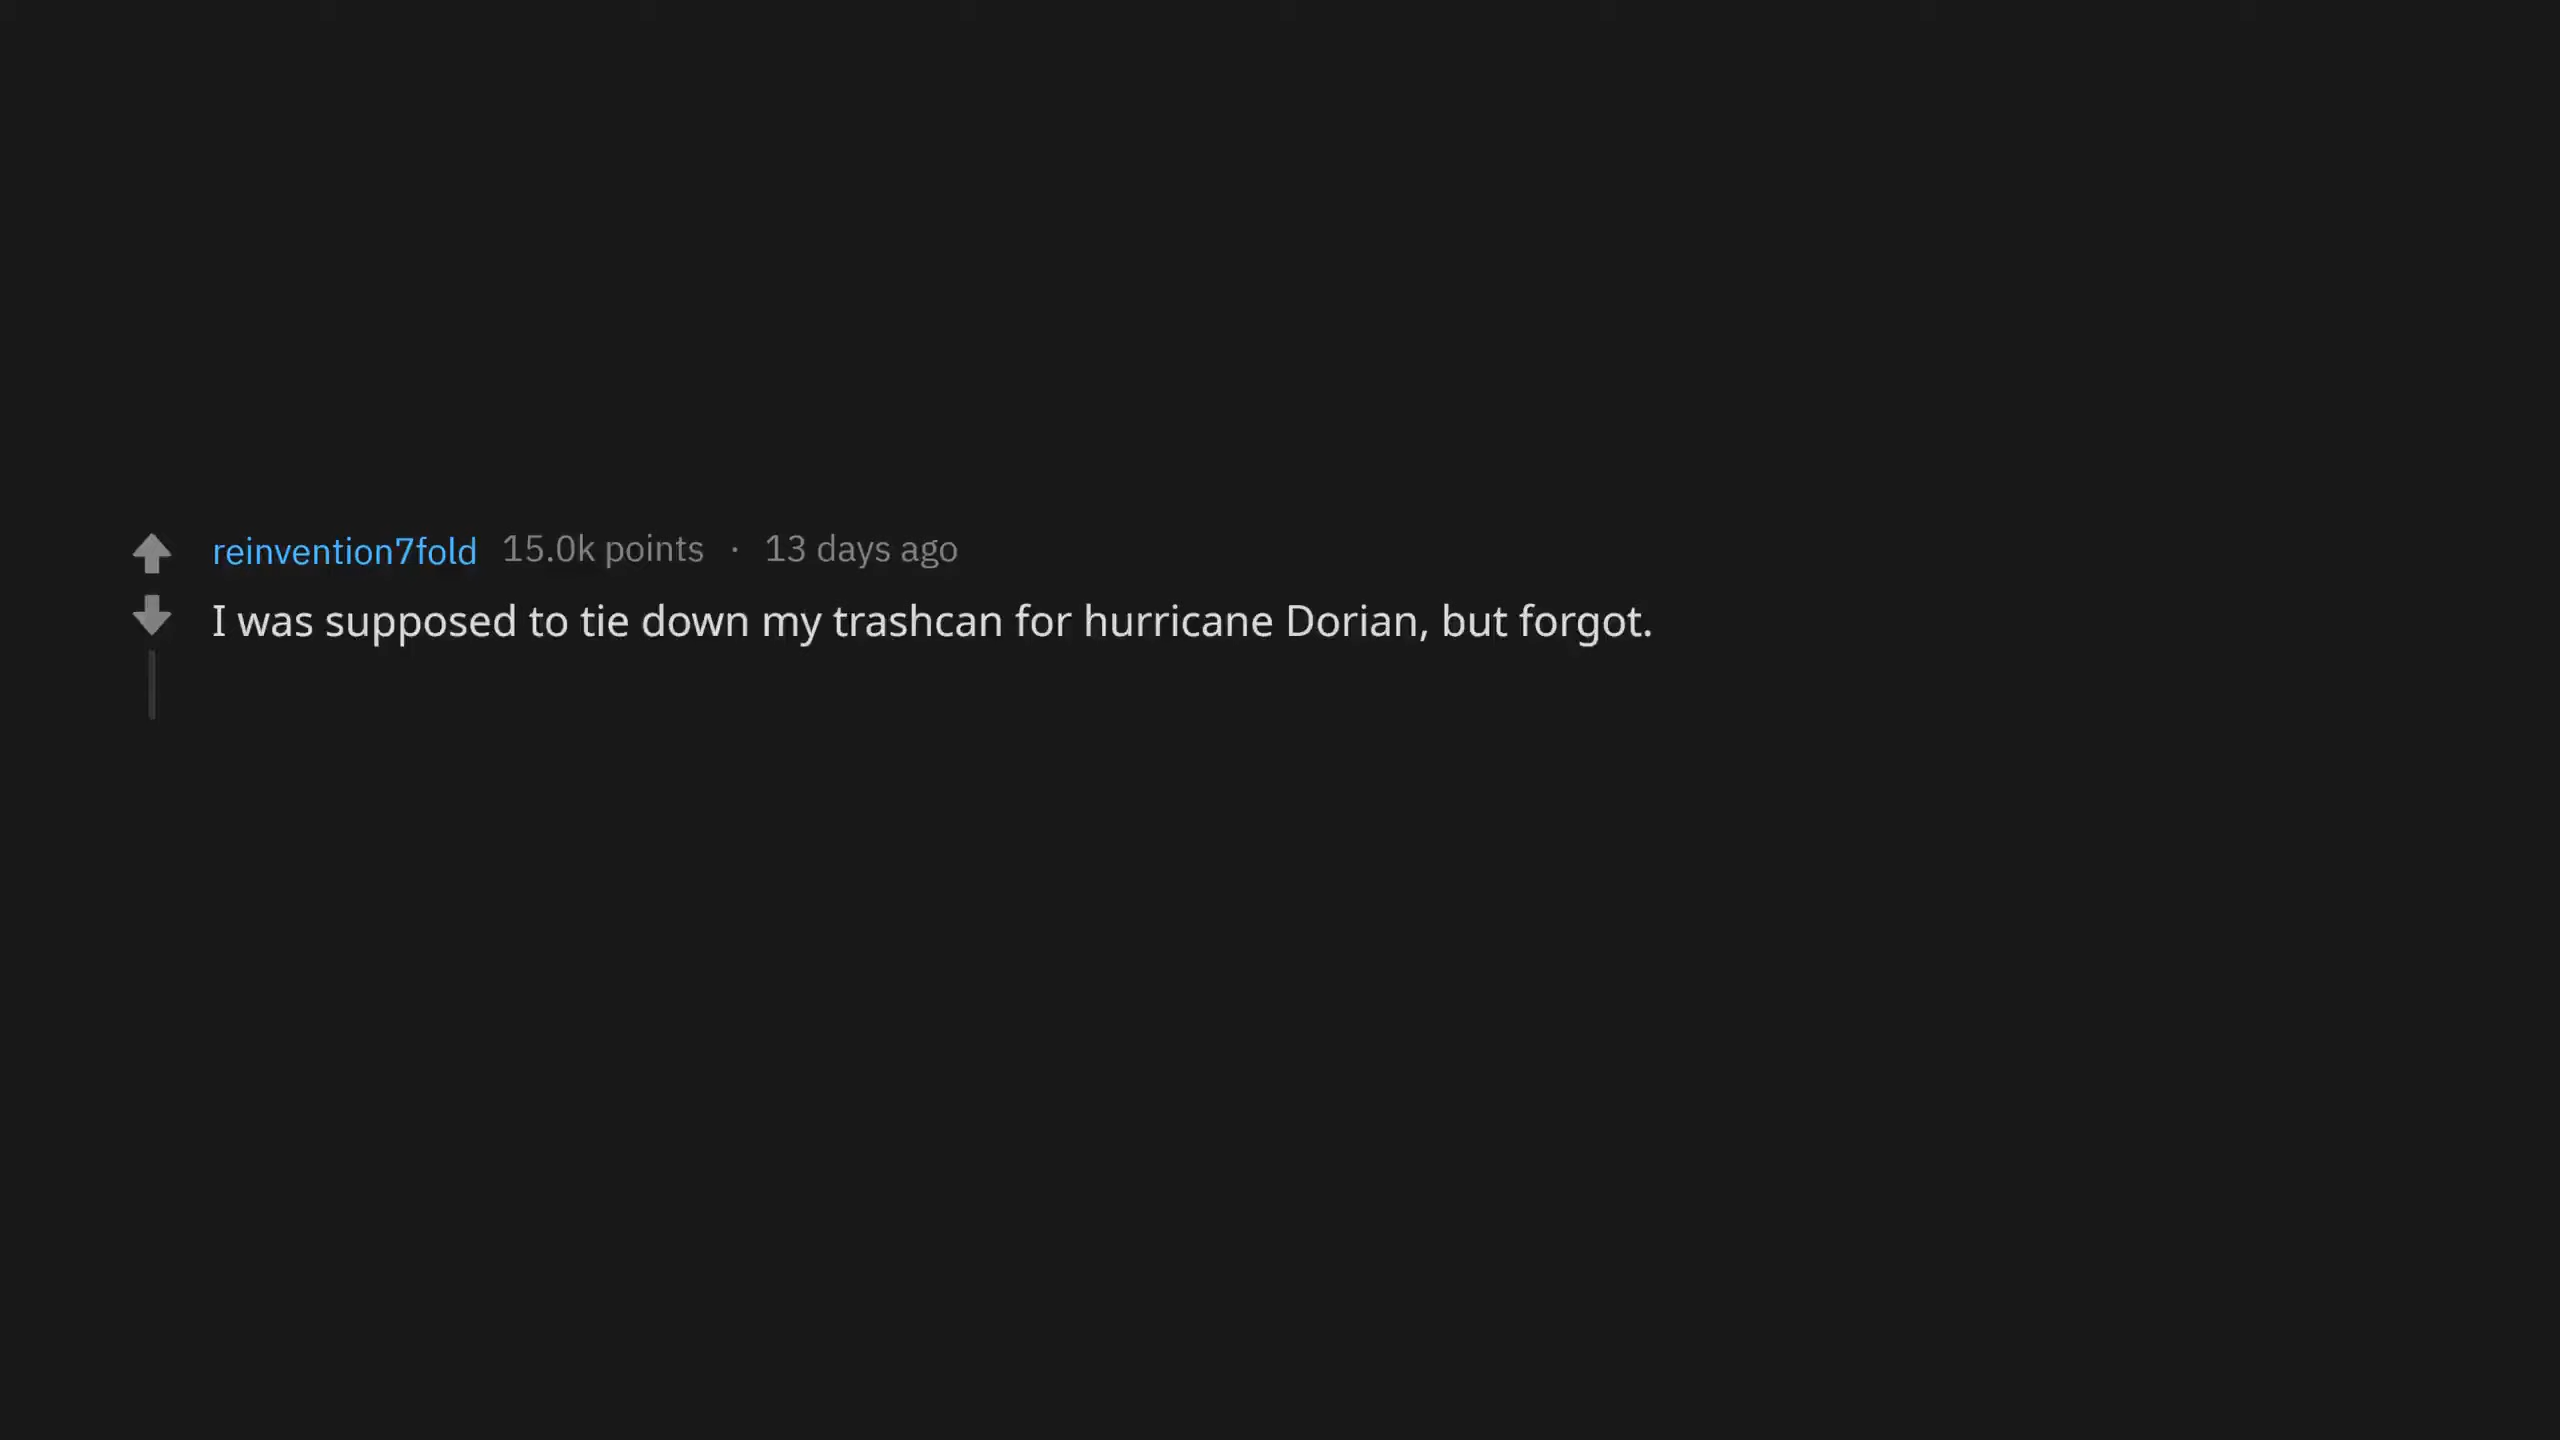 reinvention7fold 15.0k points · 13 days ago
I was supposed to tie down my trashcan for hurricane Dorian, but forgot.